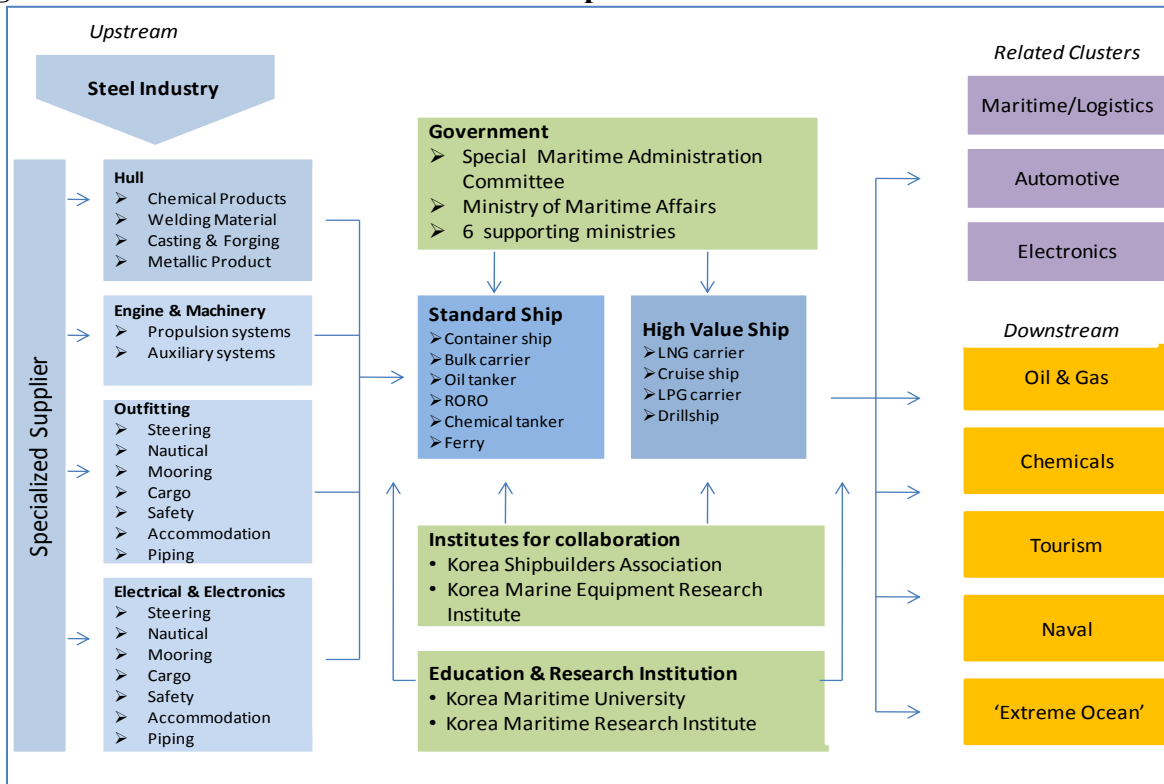 Upstream
Steel Industry
Specialized Supplier
Hull
➢ Chemical Products
➢ Welding Material
➢ Casting & Forging
➢ Metallic Product
Engine & Machinery
➢ Propulsion systems
➢ Auxiliary systems
Outfitting
➢ Steering
➢ Nautical
➢ Mooring
➢ Cargo
➢ Safety
➢ Accommodation
➢ Piping
Electrical & Electronics
➢ Steering
➢ Nautical
➢ Mooring
➢ Cargo
➢ Safety
➢ Accommodation
➢ Piping
Government
➢ Special Maritime Administration
Committee
➢ Ministry of Maritime Affairs
➢ 6 supporting ministries
Standard Ship
➢Container ship
➢Bulk carrier
➢Oil tanker
➢RORO
➢Chemical tanker
➢Ferry
High Value Ship
➢LNG carrier
➢Cruise ship
➢LPG carrier
➢Drillship
Institutes for collaboration
• Korea Shipbuilders Association
• Korea Marine Equipment Research
Institute
Education & Research Institution
• Korea Maritime University
• Korea Maritime Research Institute
Related Clusters
Maritime/Logistics
Automotive
Electronics
Downstream
Oil & Gas
Chemicals
Tourism
Naval
‘Extreme Ocean’